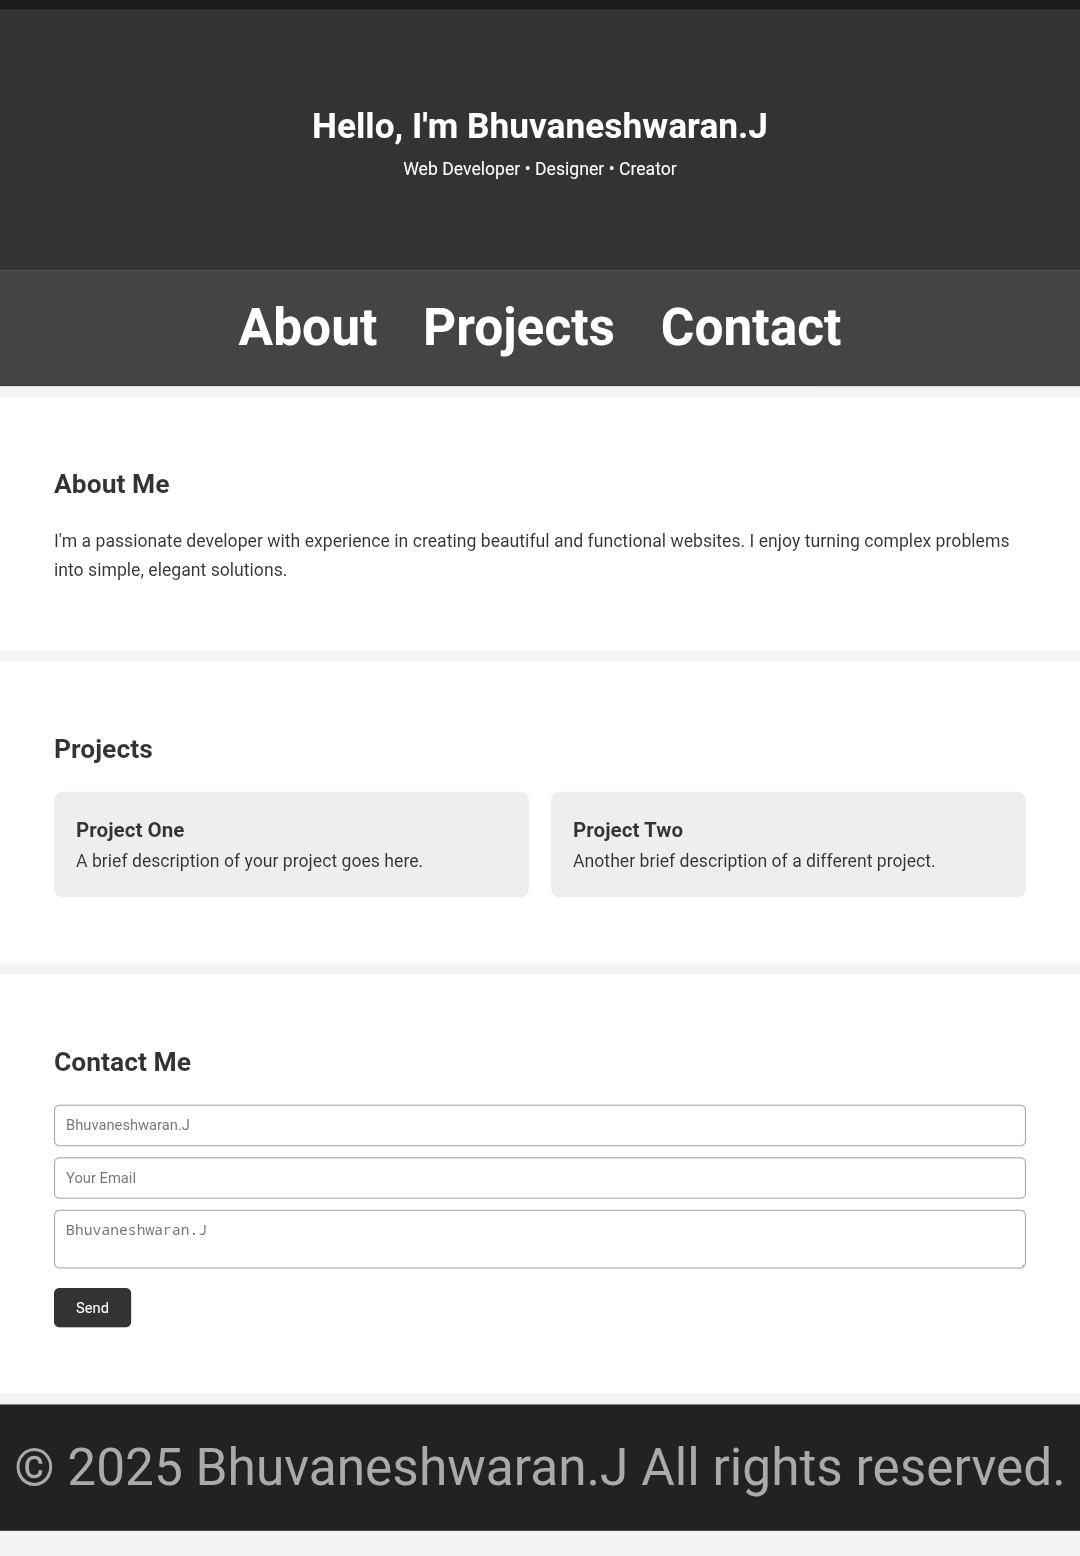 Hello, I'm Bhuvaneshwaran.J
Web Developer • Designer • Creator
About Projects Contact
About Me
I'm a passionate developer with experience in creating beautiful and functional websites. I enjoy turning complex problems
into simple, elegant solutions.
Projects
Project One
A brief description of your project goes here.
Project Two
Another brief description of a different project.
Contact Me
Bhuvaneshwaran.J
Your Email
Bhuvaneshwaran.J
Send
© 2025 Bhuvaneshwaran.J All rights reserved.